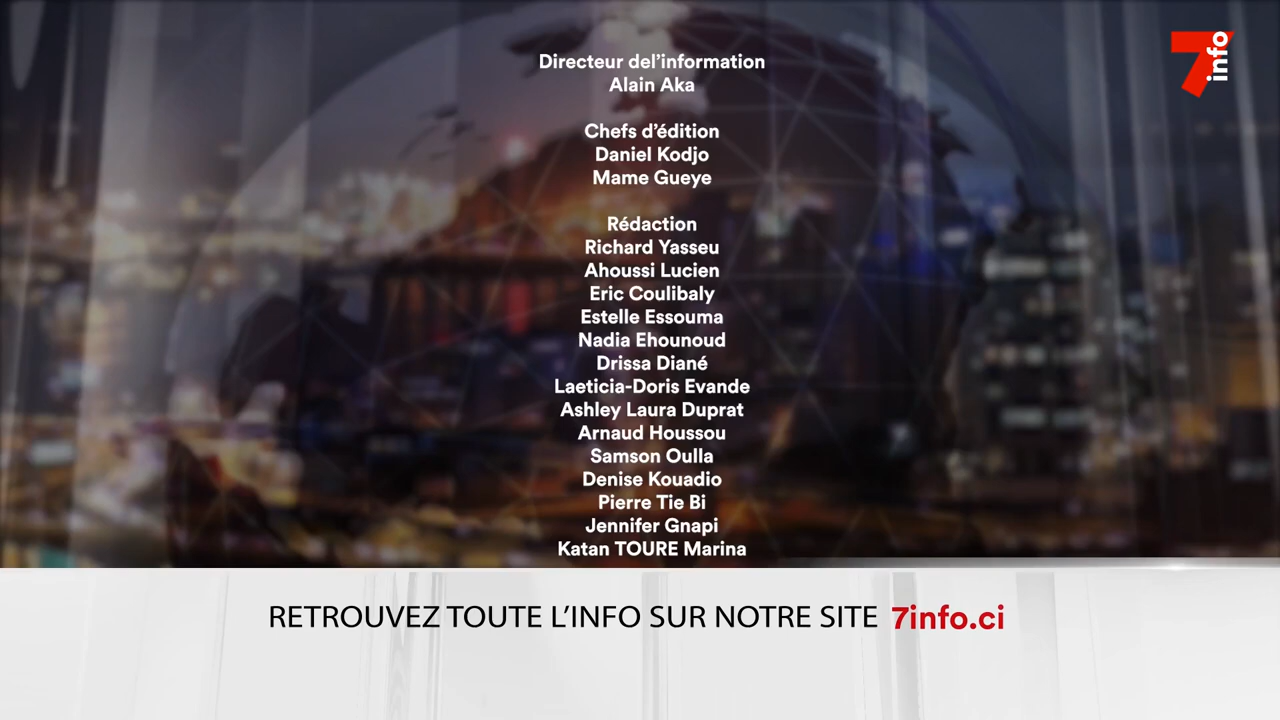 7info
Directeur del'information
Alain Aka
Chefs d'édition
Daniel Kodjo
Mame Gueye
Rédaction
Richard Yasseu
Ahoussi Lucien
Eric Coulibaly
Estelle Essouma
Nadia Ehounoud
Drissa Diané
Laeticia-Doris Evande
Ashley Laura Duprat
Arnaud Houssou
Samson Oulla
Denise Kouadio
Pierre Tie Bi
Jennifer Gnapi
Katan TOURE Marina
RETROUVEZ TOUTE L'INFO SUR NOTRE SITE 7info.ci